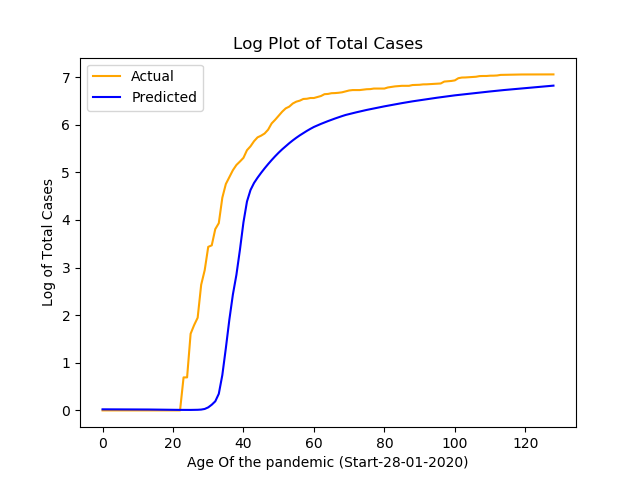 Log Plot of Total Cases
Actual
Predicted
Log of Total Cases
7
6
5
4
3
2
1
0
0 20 40 60 80 100 120
Age Of the pandemic (Start-28-01-2020)